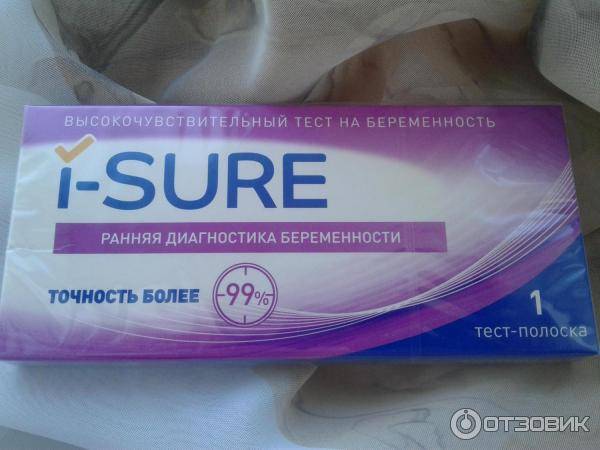 ВЫСОКОЧУВСТВИТЕЛЬНЫЙ ТЕСТ НА БЕРЕМЕННОСТЬ
i-SURE
РАННЯЯ ДИАГНОСТИКА БЕРЕМЕННОСТИ
ТОЧНОСТЬ БОЛЕЕ 99%
1
тест-полоска
ОТЗОВИК